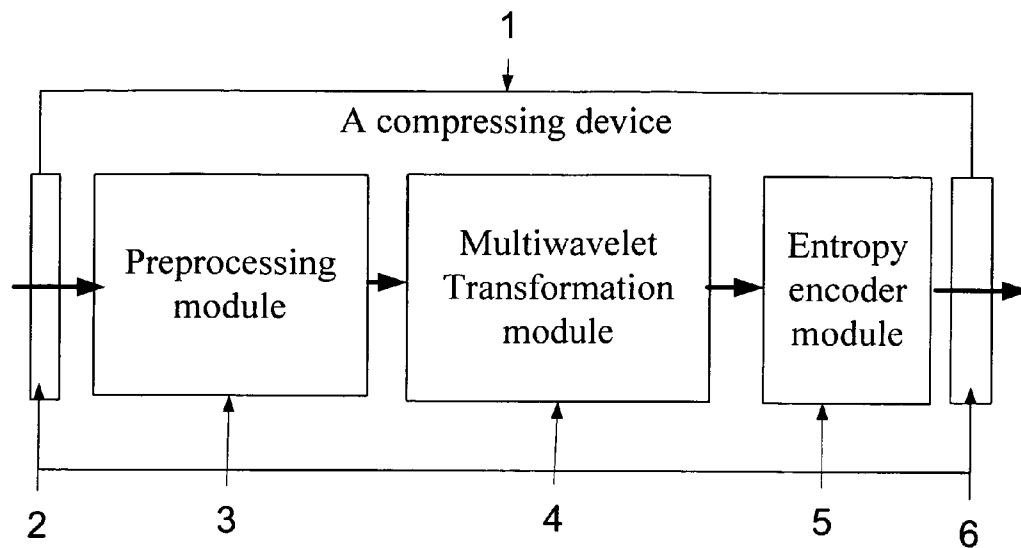 1
A compressing device
Preprocessing
module
Multiwavelet
Transformation
module
Entropy
encoder
module
2
3
4
5
6